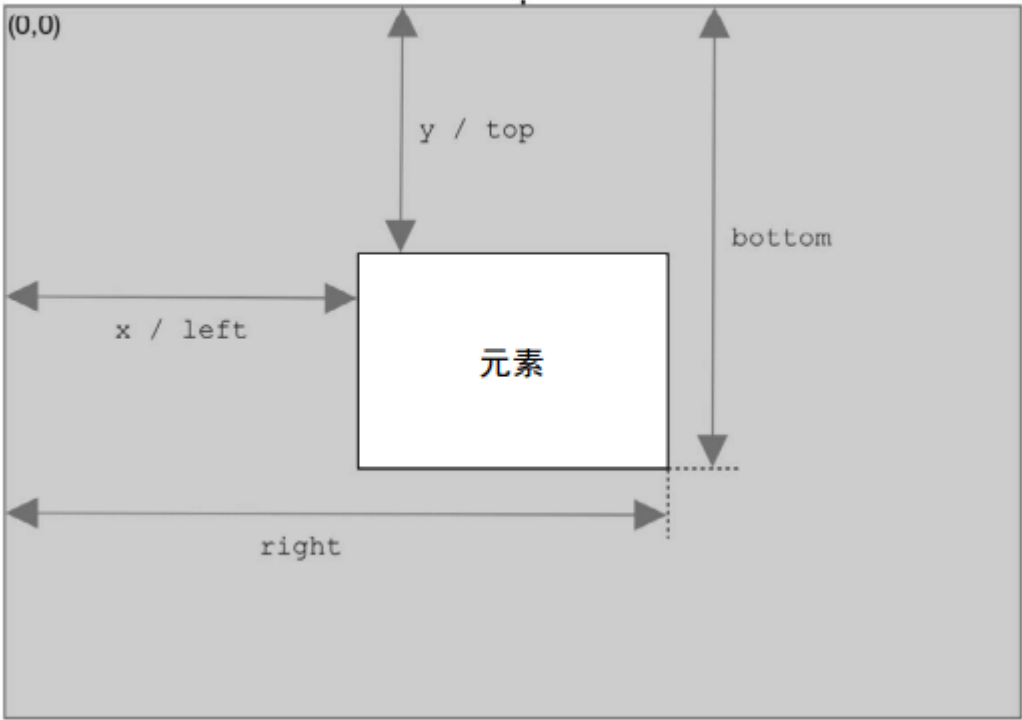 (0,0)
y / top
bottom
x / left
元素
right